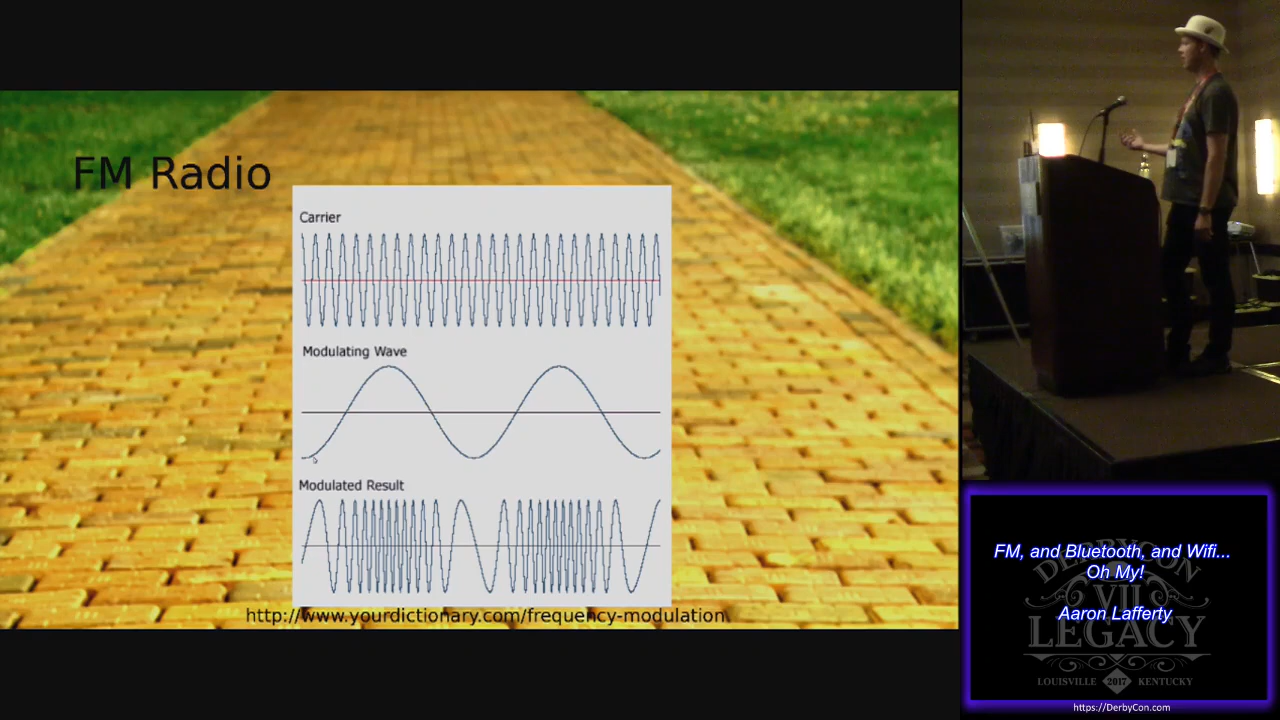 FM Radio
Carrier
Modulating Wave
Modulated Result
http://www.yourdictionary.com/frequency-modulation
FM, and Bluetooth, and Wifi...
Oh My!
Aaron Lafferty
DERBYCON
VII
LEGACY
LOUISVILLE 2017 KENTUCKY
https://DerbyCon.com